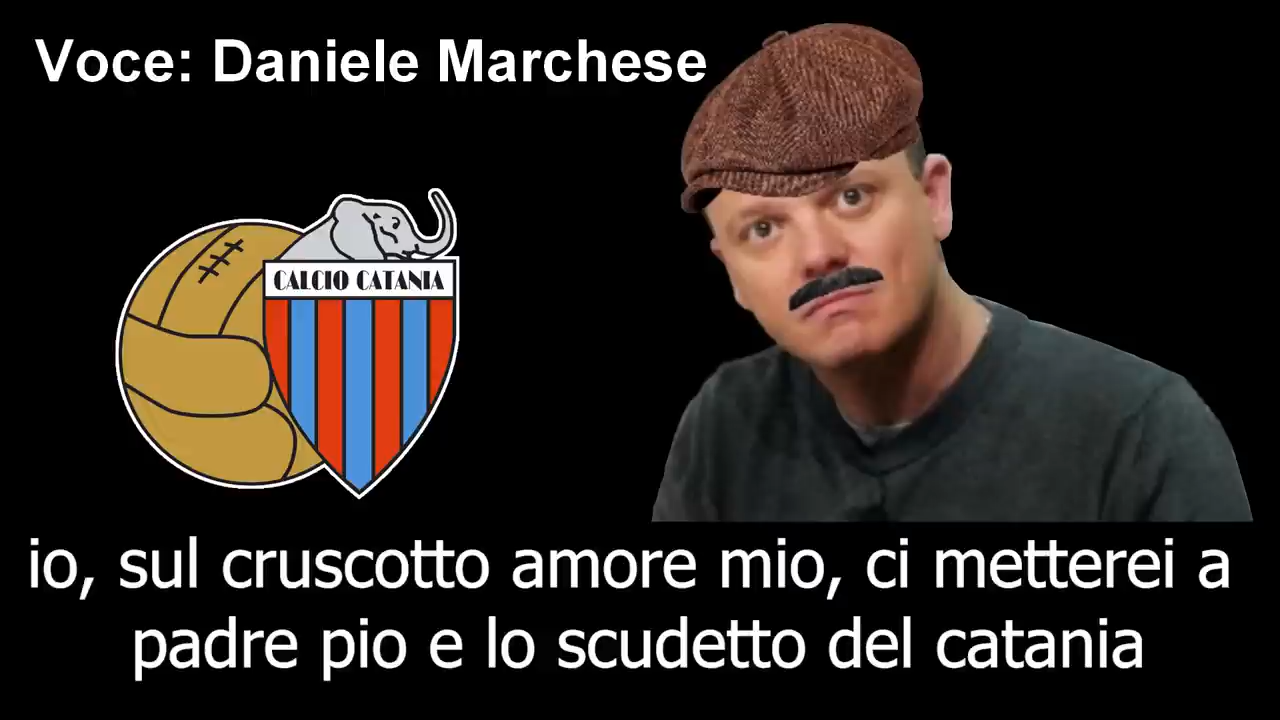 Voce: Daniele Marchese
CALCIO CATANIA
io, sul cruscotto amore mio, ci metterei a
padre pio e lo scudetto del catania